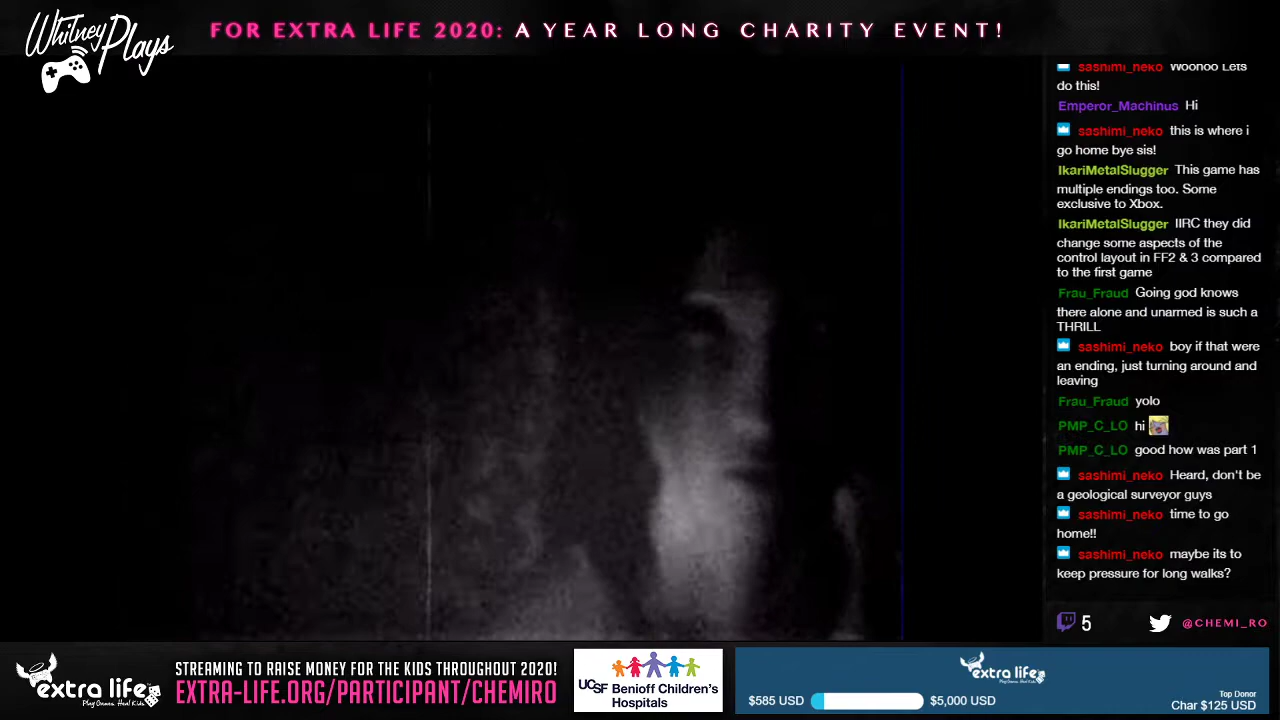 Whitney Plays
FOR EXTRA LIFE 2020: A YEAR LONG CHARITY EVENT!
sashimi_neko Woohoo Lets
do this!
Emperor_Machinus Hi
sashimi_neko this is where i
go home bye sis!
IkariMetalSlugger This game has
multiple endings too. Some
exclusive to Xbox.
IkariMetalSlugger IIRC they did
change some aspects of the
control layout in FF2 & 3 compared
to the first game
Frau_Fraud Going god knows
there alone and unarmed is such a
THRILL
sashimi_neko boy if that were
an ending, just turning around and
leaving
Frau_Fraud yolo
PMP_C_LO hi
PMP_C_LO good how was part 1
sashimi_neko Heard, don't be
a geological surveyor guys
sashimi_neko time to go
home!!
sashimi_neko maybe its to
keep pressure for long walks?
5
@CHEMI_RO
extra life
Play Games. Heal Kids.
STREAMING TO RAISE MONEY FOR THE KIDS THROUGHOUT 2020!
EXTRA-LIFE.ORG/PARTICIPANT/CHEMIRO
UCSF Benioff Children's
Hospitals
extra life
Play Games. Heal Kids.
$585 USD
$5,000 USD
Top Donor
Char $125 USD